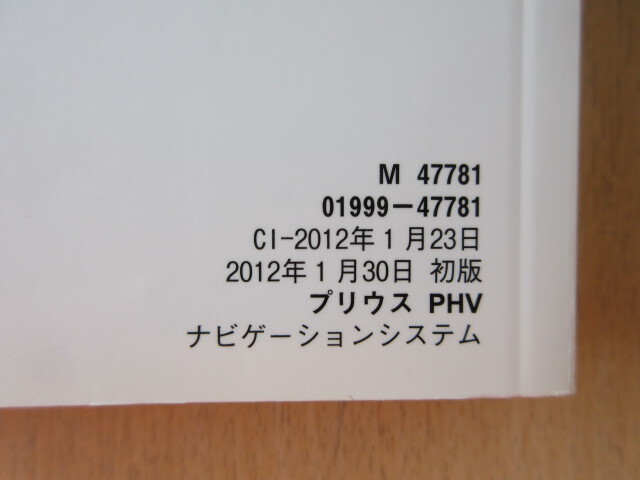 M 47781
01999-47781
CI-2012年1月23日
2012年1月30日 初版
プリウス PHV
ナビゲーションシステム